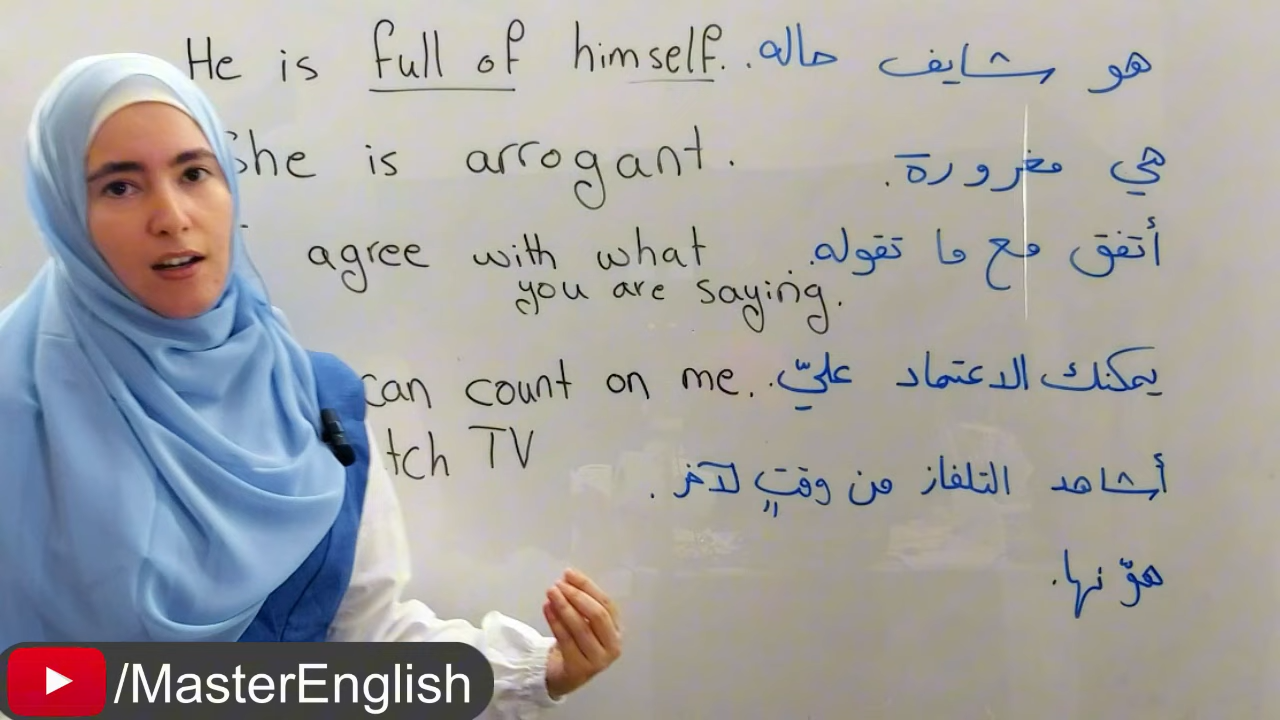 He is full of himself. هو شايف حاله.
She is arrogant. هي مغرورة.
agree with what أتفق مع ما تقوله.
you are saying.
can count on me. يمكنك الاعتماد عليّ.
tch TV أشاهد التلفاز من وقتٍ لآخر.
هوّنها.
/MasterEnglish